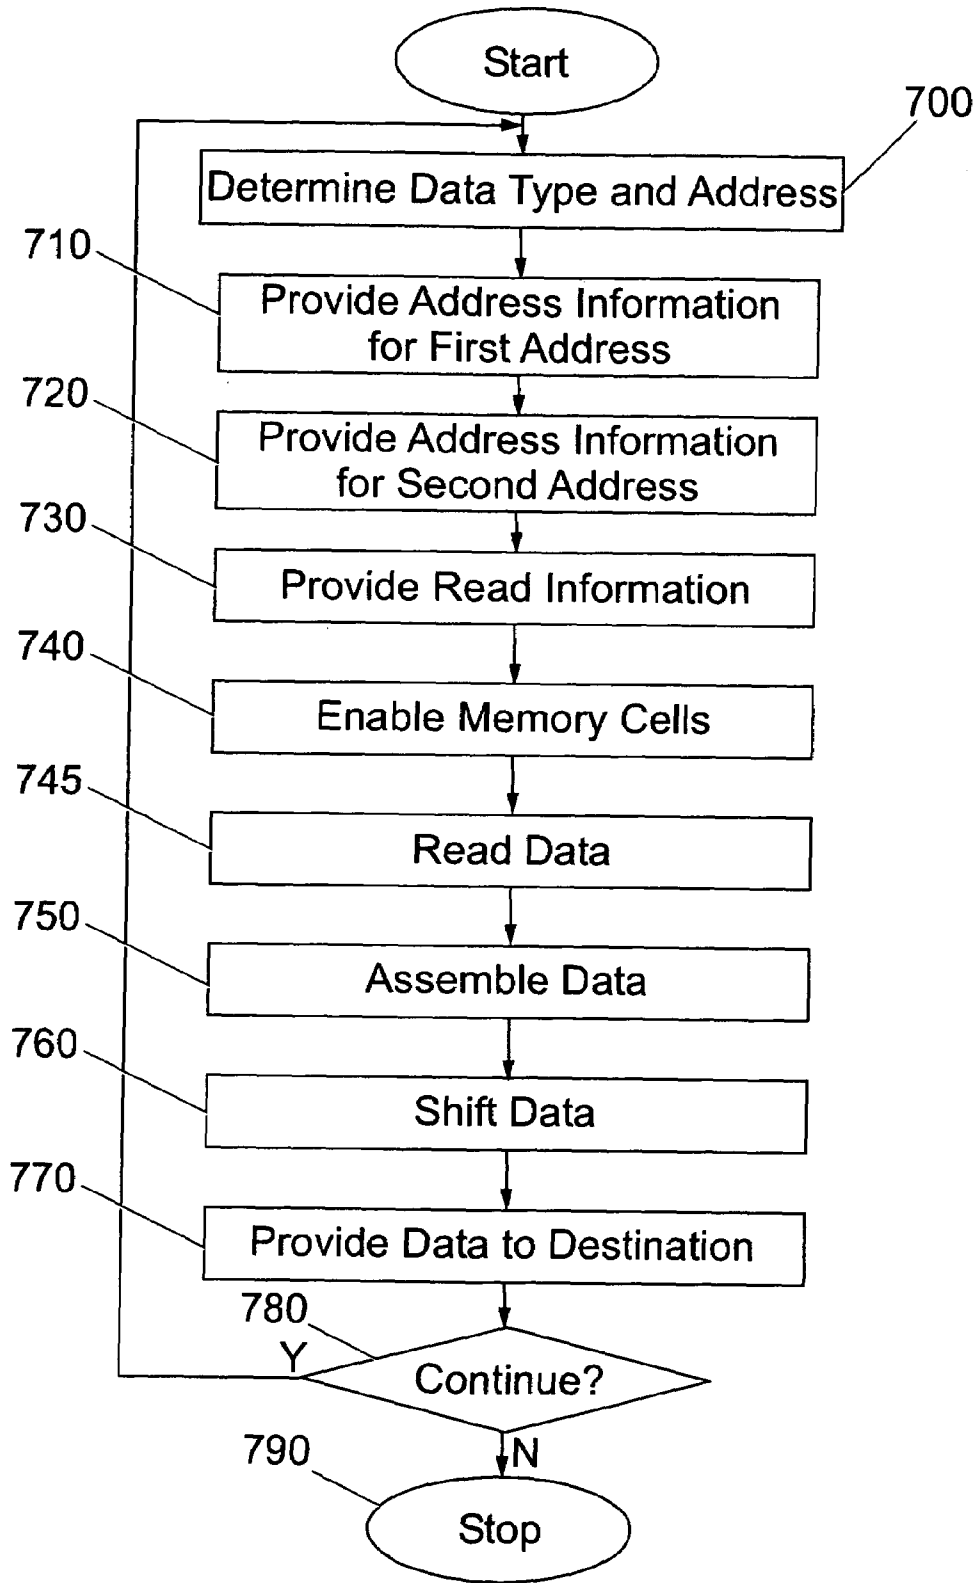 Start
700
Determine Data Type and Address
710
Provide Address Information
for First Address
720
Provide Address Information
for Second Address
730
Provide Read Information
740
Enable Memory Cells
745
Read Data
750
Assemble Data
760
Shift Data
770
Provide Data to Destination
780
Y
Continue?
N
790
Stop